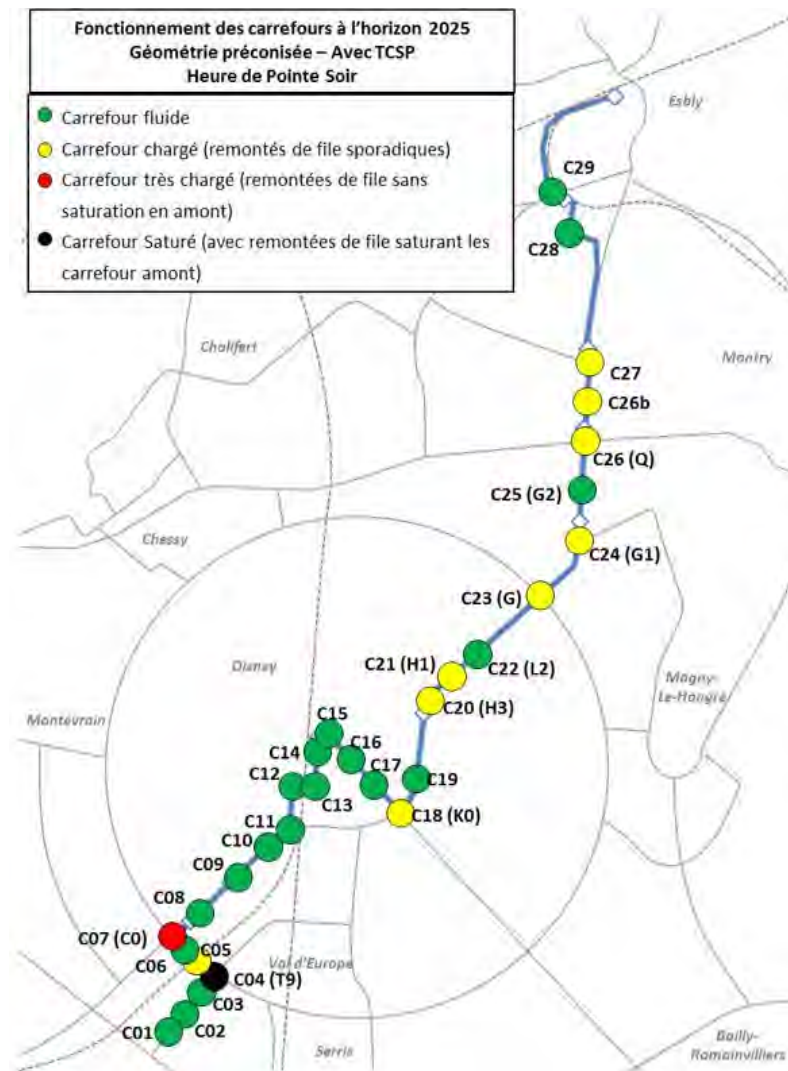 Fonctionnement des carrefours à l'horizon 2025
Géométrie préconisée – Avec TCSP
Heure de Pointe Soir
Carrefour fluide
Carrefour chargé (remontés de file sporadiques)
Carrefour très chargé (remontées de file sans
saturation en amont)
Carrefour Saturé (avec remontées de file saturant les
carrefour amont)
Esbly
C29
C28
Chalifert
Montry
C27
C26b
C26 (Q)
C25 (G2)
Chessy
C24 (G1)
C23 (G)
C22 (L2)
C21 (H1)
Disney
Magny-
Le-Hongre
C20 (H3)
Montévrain
C15
C14
C16
C12
C17
C19
C13
C18 (K0)
C11
C10
C09
C08
C07 (C0)
C05
C06
Val d'Europe
C04 (T9)
C03
C02
C01
Serris
Bailly-
Romainvilliers